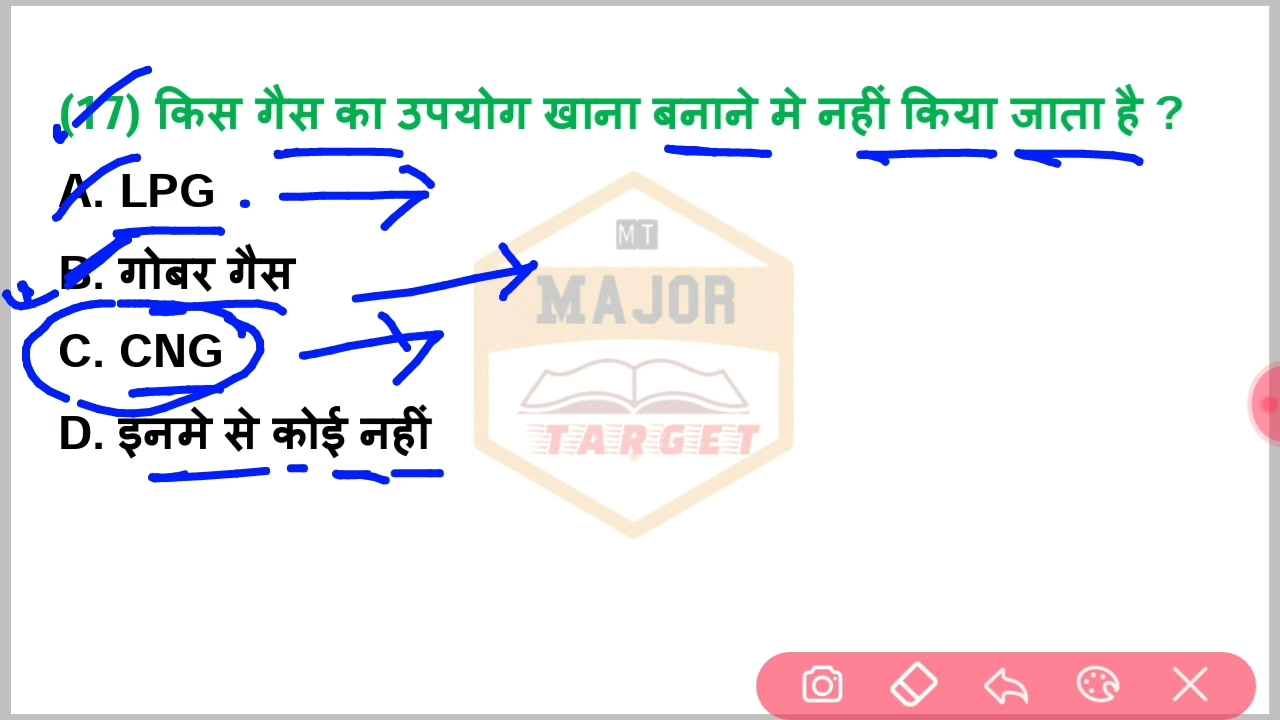 (17) किस गैस का उपयोग खाना बनाने मे नहीं किया जाता है ?
A. LPG
B. गोबर गैस
C. CNG
D. इनमे से कोई नहीं
MT
MAJOR
TARGET